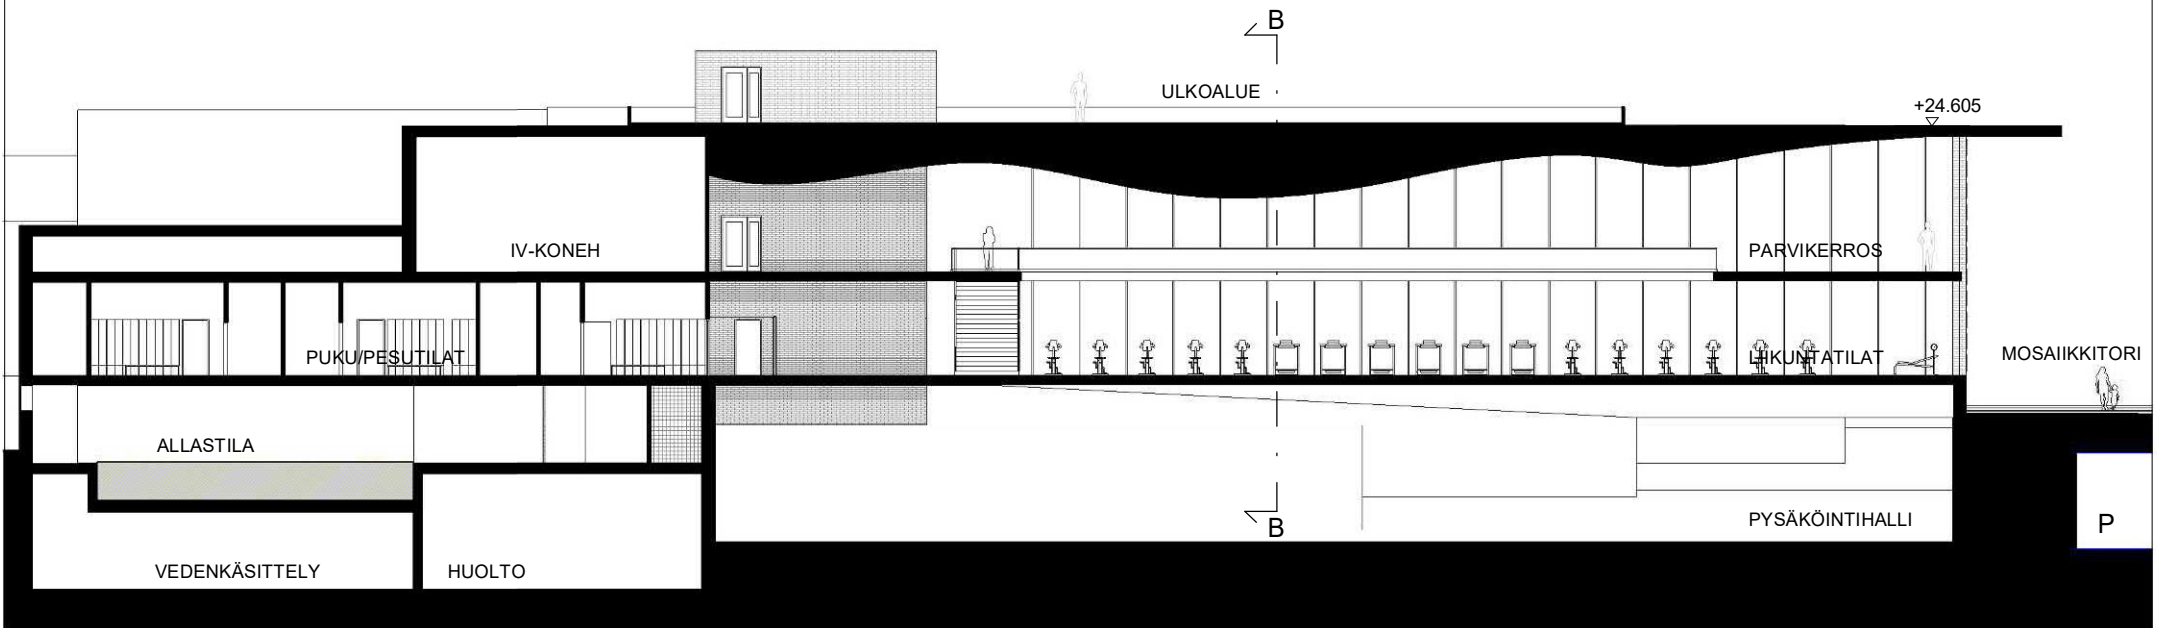 B
ULKOALUE
+24.605
IV-KONEH
PARVIKERROS
PUKU/PESUTILAT
LIIKUNTATILAT
MOSAIIKKITORI
ALLASTILA
PYSÄKÖINTIHALLI
B
P
VEDENKÄSITTELY
HUOLTO